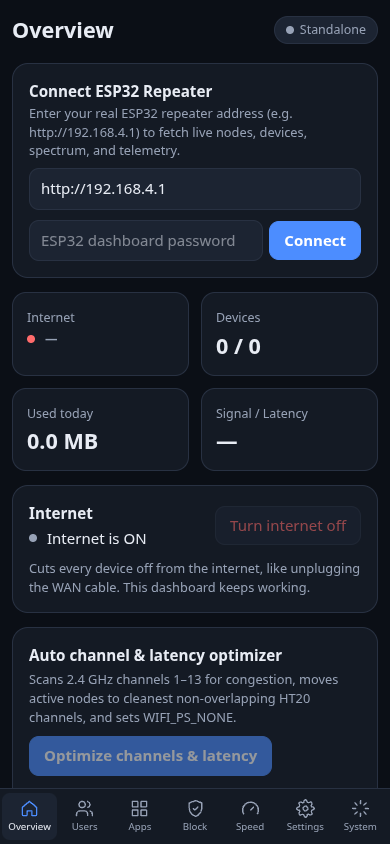 Overview
Standalone
Connect ESP32 Repeater
Enter your real ESP32 repeater address (e.g.
http://192.168.4.1) to fetch live nodes, devices,
spectrum, and telemetry.
http://192.168.4.1
ESP32 dashboard password
Connect
Internet
—
Devices
0 / 0
Used today
0.0 MB
Signal / Latency
—
Internet
Internet is ON
Turn internet off
Cuts every device off from the internet, like unplugging
the WAN cable. This dashboard keeps working.
Auto channel & latency optimizer
Scans 2.4 GHz channels 1–13 for congestion, moves
active nodes to cleanest non-overlapping HT20
channels, and sets WIFI_PS_NONE.
Optimize channels & latency
Overview
Users
Apps
Block
Speed
Settings
System